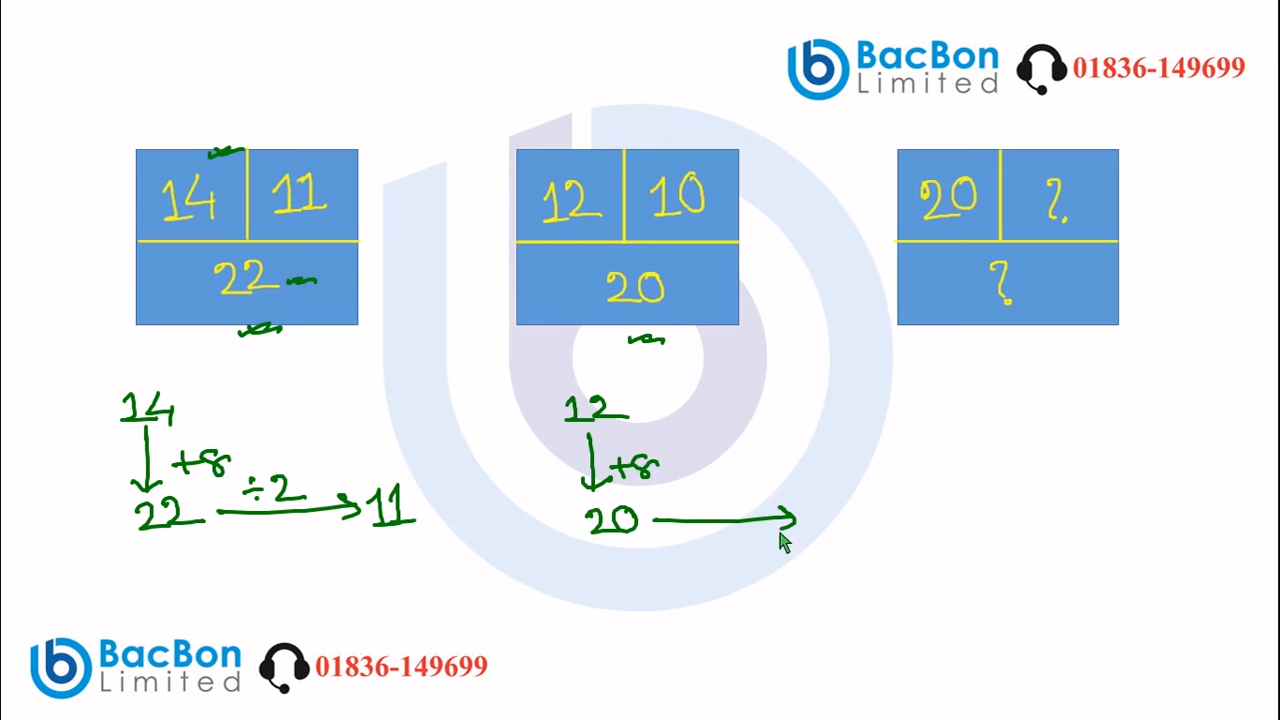 BacBon
Limited
01836-149699
14 11
22
12 10
20
20 ?
?
14
+8
22 ÷2 11
12
+8
20
BacBon
Limited
01836-149699